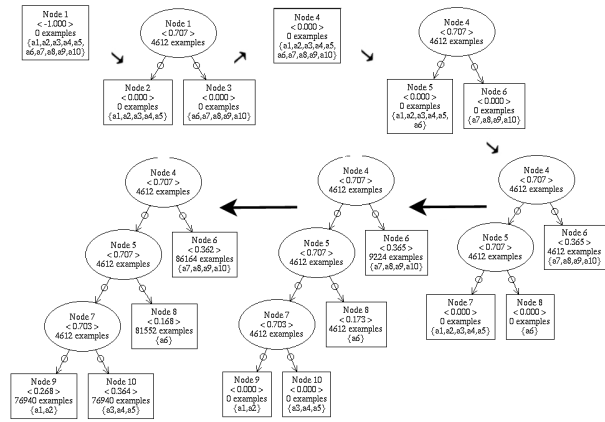 Node 1
< -1.000 >
0 examples
{a1,a2,a3,a4,a5,
a6,a7,a8,a9,a10}
Node 1
< 0.707 >
4612 examples
Node 2
< 0.000 >
0 examples
{a1,a2,a3,a4,a5}
Node 3
< 0.000 >
0 examples
{a6,a7,a8,a9,a10}
Node 4
< 0.000 >
0 examples
{a1,a2,a3,a4,a5,
a6,a7,a8,a9,a10}
Node 4
< 0.707 >
4612 examples
Node 5
< 0.000 >
0 examples
{a1,a2,a3,a4,a5,
a6}
Node 6
< 0.000 >
0 examples
{a7,a8,a9,a10}
Node 4
< 0.707 >
4612 examples
Node 5
< 0.707 >
4612 examples
Node 6
< 0.362 >
86164 examples
{a7,a8,a9,a10}
Node 7
< 0.703 >
4612 examples
Node 8
< 0.168 >
81552 examples
{a6}
Node 9
< 0.268 >
76940 examples
{a1,a2}
Node 10
< 0.364 >
76940 examples
{a3,a4,a5}
Node 4
< 0.707 >
4612 examples
Node 5
< 0.707 >
4612 examples
Node 6
< 0.365 >
9224 examples
{a7,a8,a9,a10}
Node 7
< 0.703 >
4612 examples
Node 8
< 0.173 >
4612 examples
{a6}
Node 9
< 0.000 >
0 examples
{a1,a2}
Node 10
< 0.000 >
0 examples
{a3,a4,a5}
Node 4
< 0.707 >
4612 examples
Node 5
< 0.707 >
4612 examples
Node 6
< 0.365 >
4612 examples
{a7,a8,a9,a10}
Node 7
< 0.000 >
0 examples
{a1,a2,a3,a4,a5}
Node 8
< 0.000 >
0 examples
{a6}